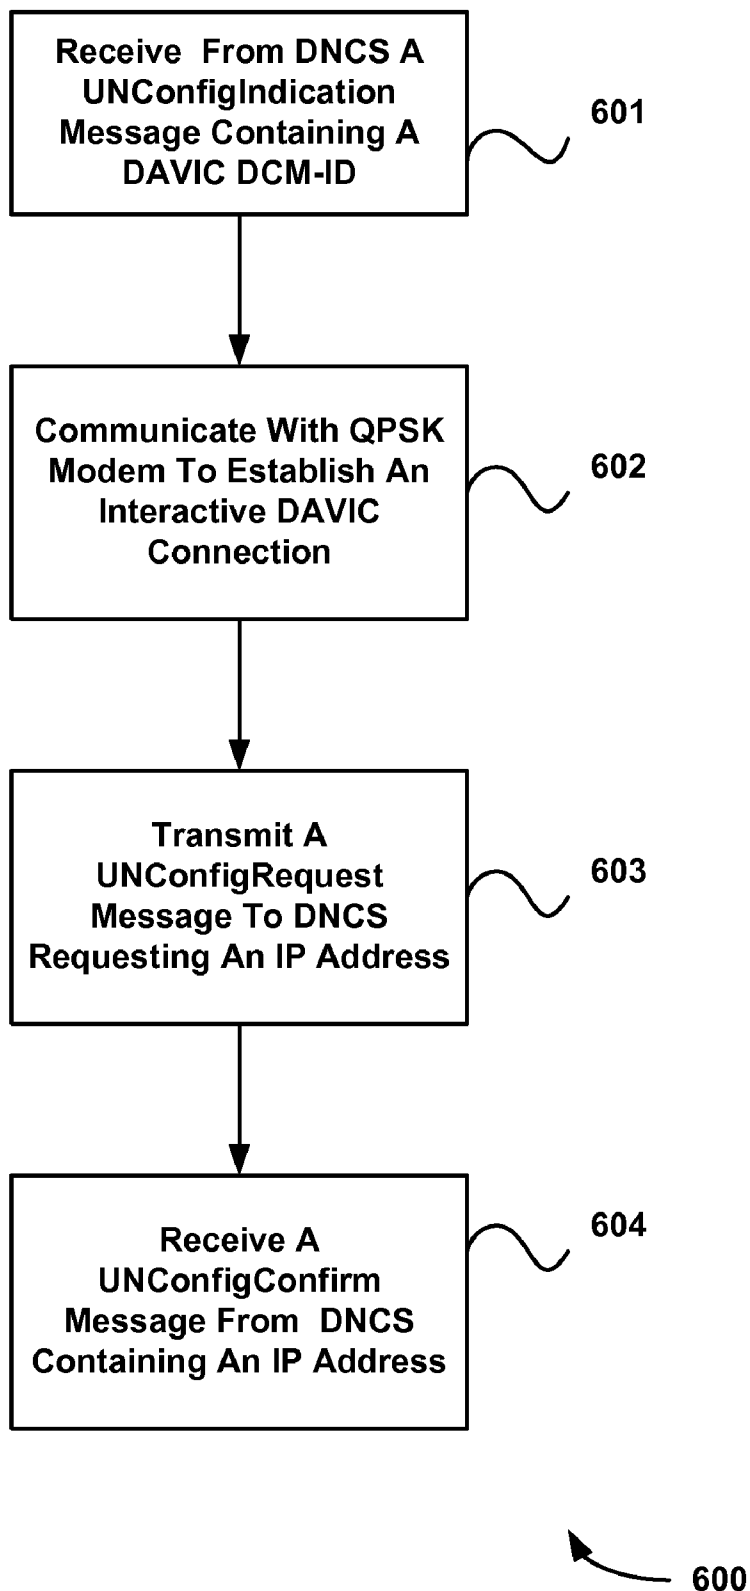 Receive From DNCS A
UNConfigIndication
Message Containing A
DAVIC DCM-ID
601
Communicate With QPSK
Modem To Establish An
Interactive DAVIC
Connection
602
Transmit A
UNConfigRequest
Message To DNCS
Requesting An IP Address
603
Receive A
UNConfigConfirm
Message From DNCS
Containing An IP Address
604
600